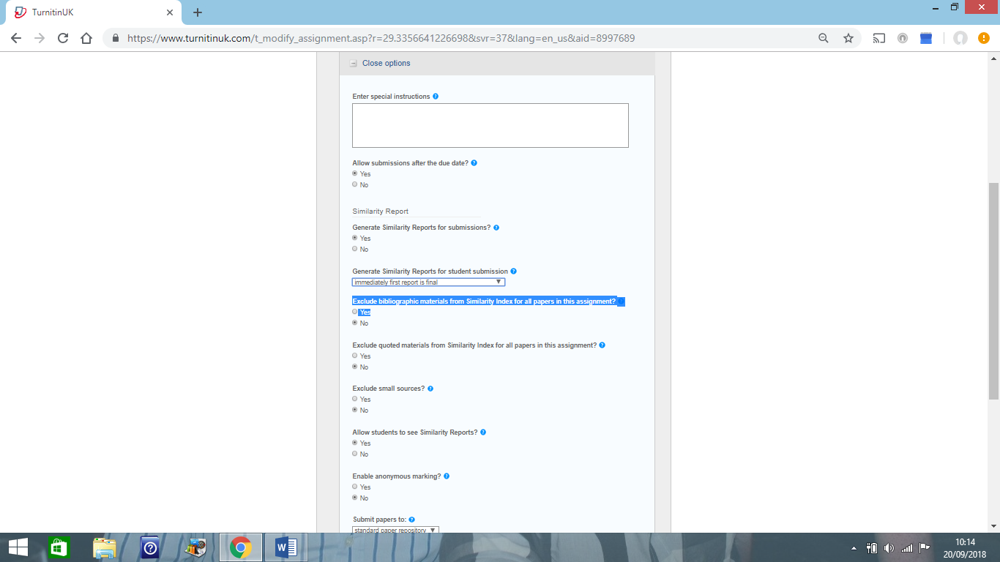 TurnitinUK
https://www.turnitinuk.com/t_modify_assignment.asp?r=29.3356641226698&svr=37&lang=en_us&aid=8997689
Close options
Enter special instructions ?
Allow submissions after the due date? ?
Yes
No
Similarity Report
Generate Similarity Reports for submissions? ?
Yes
No
Generate Similarity Reports for student submission ?
immediately first report is final
Exclude bibliographic materials from Similarity Index for all papers in this assignment? ?
Yes
No
Exclude quoted materials from Similarity Index for all papers in this assignment? ?
Yes
No
Exclude small sources? ?
Yes
No
Allow students to see Similarity Reports? ?
Yes
No
Enable anonymous marking? ?
Yes
No
Submit papers to: ?
standard paper repository
10:14
20/09/2018